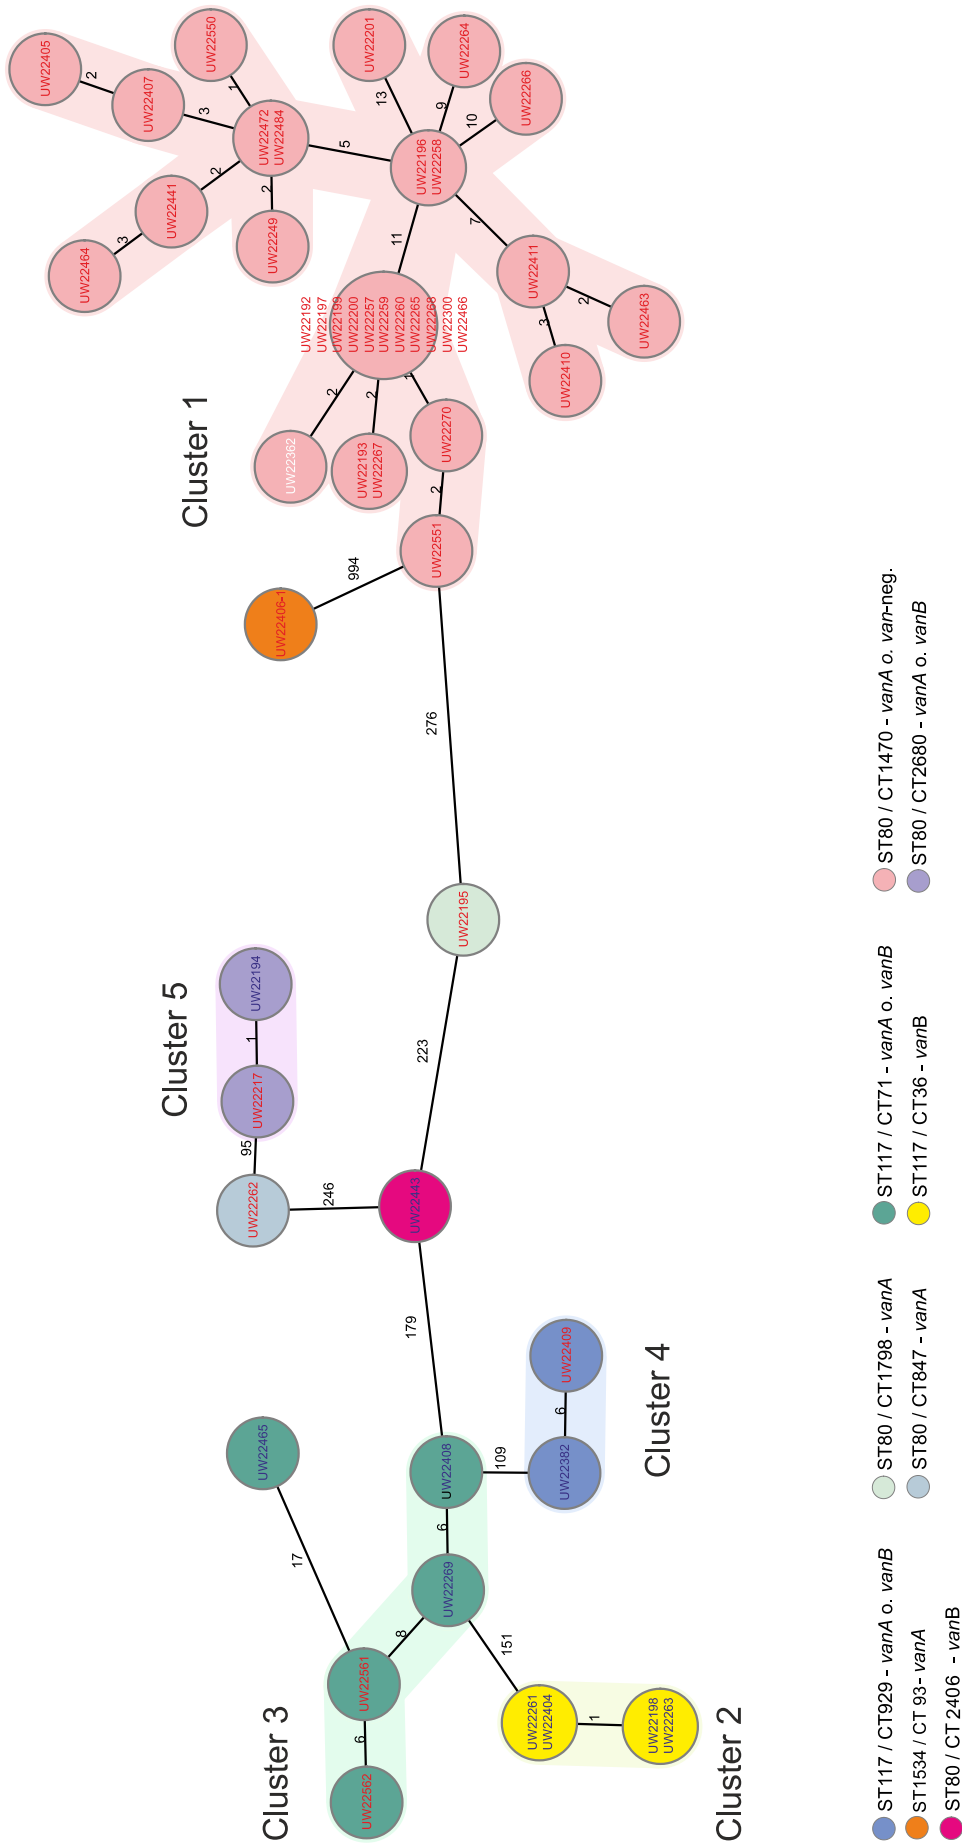 Cluster 3
UW22562
6
UW22561
17
UW22465
8
UW22269
6
UW22408
151
UW22261
UW22404
1
UW22198
UW22263
Cluster 2
109
UW22382
6
UW22409
Cluster 4
179
UW22443
246
UW22262
95
UW22217
1
UW22194
Cluster 5
223
UW22195
276
UW22406-1
994
UW22551
2
UW22270
1
UW22193
UW22267
2
UW22362
2
Cluster 1
UW22192
UW22197
UW22199
UW22200
UW22257
UW22259
UW22260
UW22265
UW22268
UW22300
UW22466
11
UW22196
UW22258
7
UW22411
3
UW22410
2
UW22463
13
UW22201
9
UW22264
10
UW22266
5
UW22472
UW22484
2
UW22249
2
UW22441
3
UW22464
3
UW22407
2
UW22405
1
UW22550
ST117 / CT929 - vanA o. vanB
ST1534 / CT 93- vanA
ST80 / CT 2406 - vanB
ST80 / CT1798 - vanA
ST80 / CT847 - vanA
ST117 / CT71 - vanA o. vanB
ST117 / CT36 - vanB
ST80 / CT1470 - vanA o. van-neg.
ST80 / CT2680 - vanA o. vanB